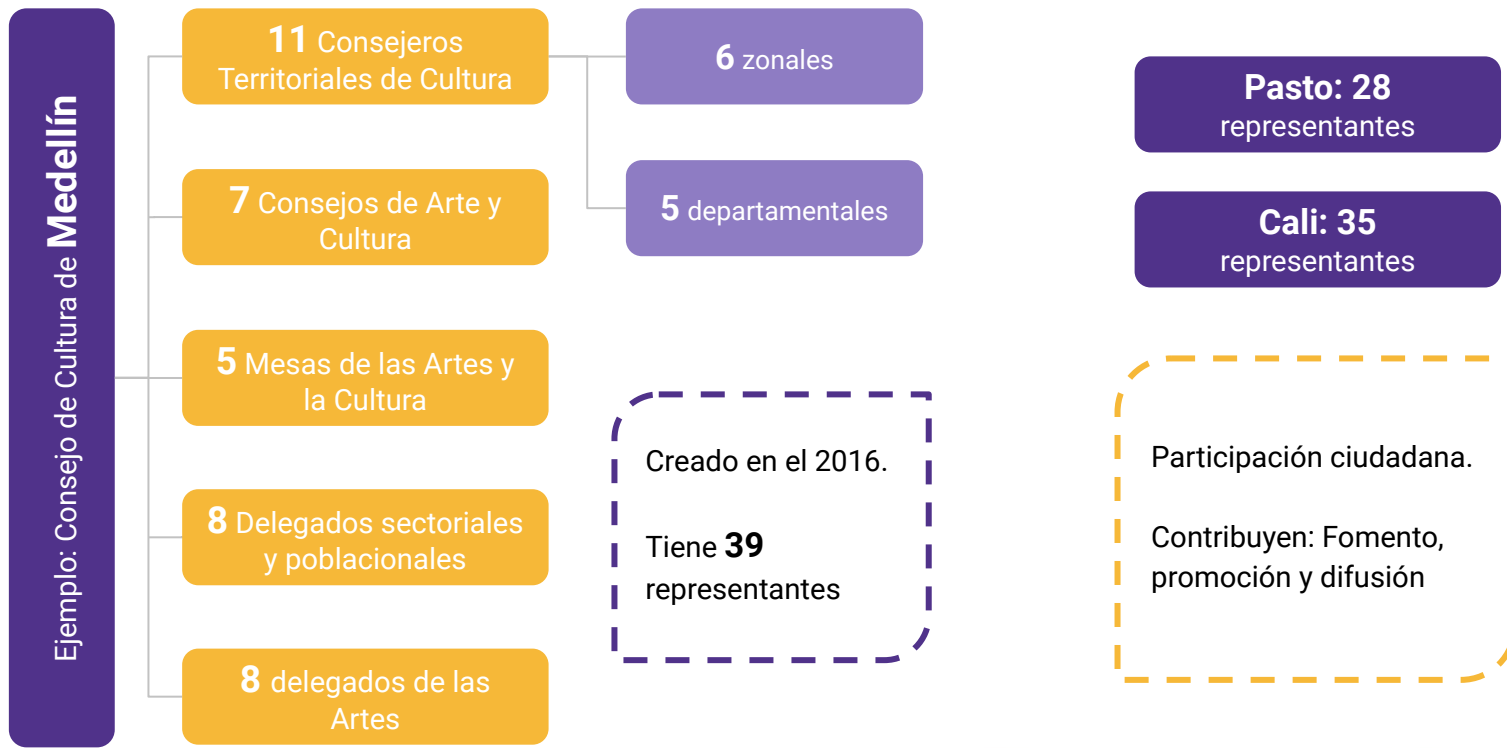 Ejemplo: Consejo de Cultura de Medellín
11 Consejeros
Territoriales de Cultura
6 zonales
5 departamentales
7 Consejos de Arte y
Cultura
5 Mesas de las Artes y
la Cultura
8 Delegados sectoriales
y poblacionales
8 delegados de las
Artes
Creado en el 2016.
Tiene 39
representantes
Pasto: 28
representantes
Cali: 35
representantes
Participación ciudadana.
Contribuyen: Fomento,
promoción y difusión